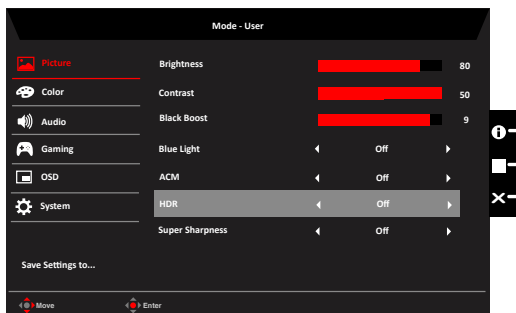 Mode - User
Picture
Color
Audio
Gaming
OSD
System
Save Settings to...
Brightness 80
Contrast 50
Black Boost 9
Blue Light Off
ACM Off
HDR Off
Super Sharpness Off
Move Enter